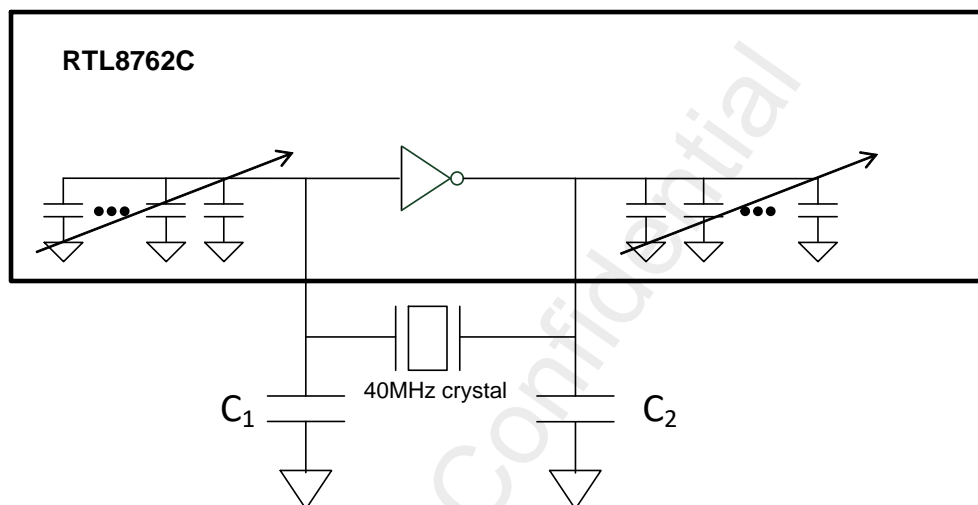 RTL8762C
40MHz crystal
C₁
C₂
Confidential